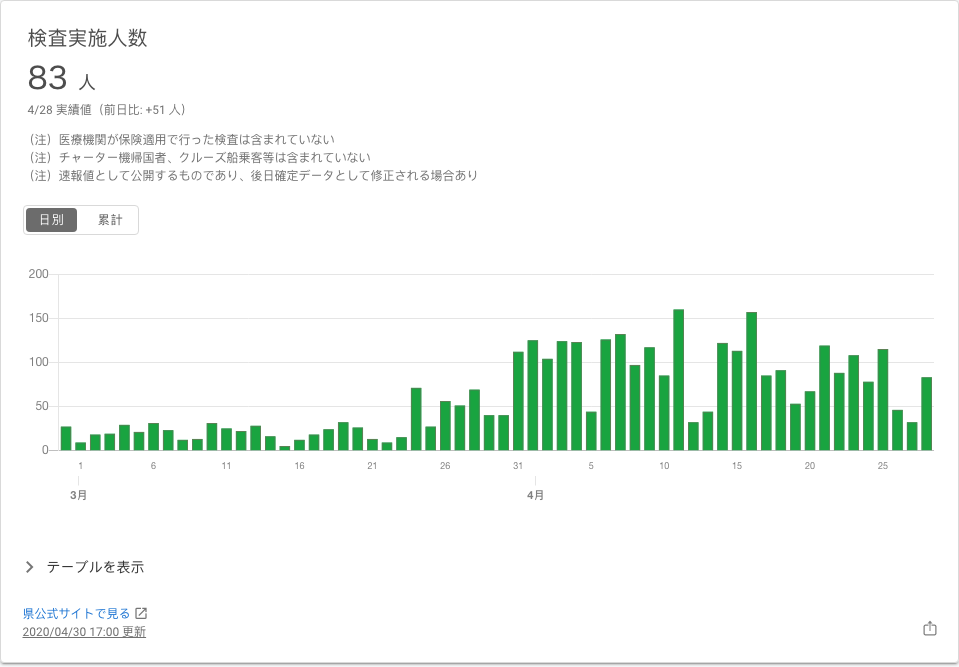 検査実施人数
83 人
4/28 実績値（前日比: +51 人）
（注）医療機関が保険適用で行った検査は含まれていない
（注）チャーター機帰国者、クルーズ船乗客等は含まれていない
（注）速報値として公開するものであり、後日確定データとして修正される場合あり
日別 累計
200
150
100
50
0
1 6 11 16 21 26 31 5 10 15 20 25
3月 4月
テーブルを表示
県公式サイトで見る
2020/04/30 17:00 更新